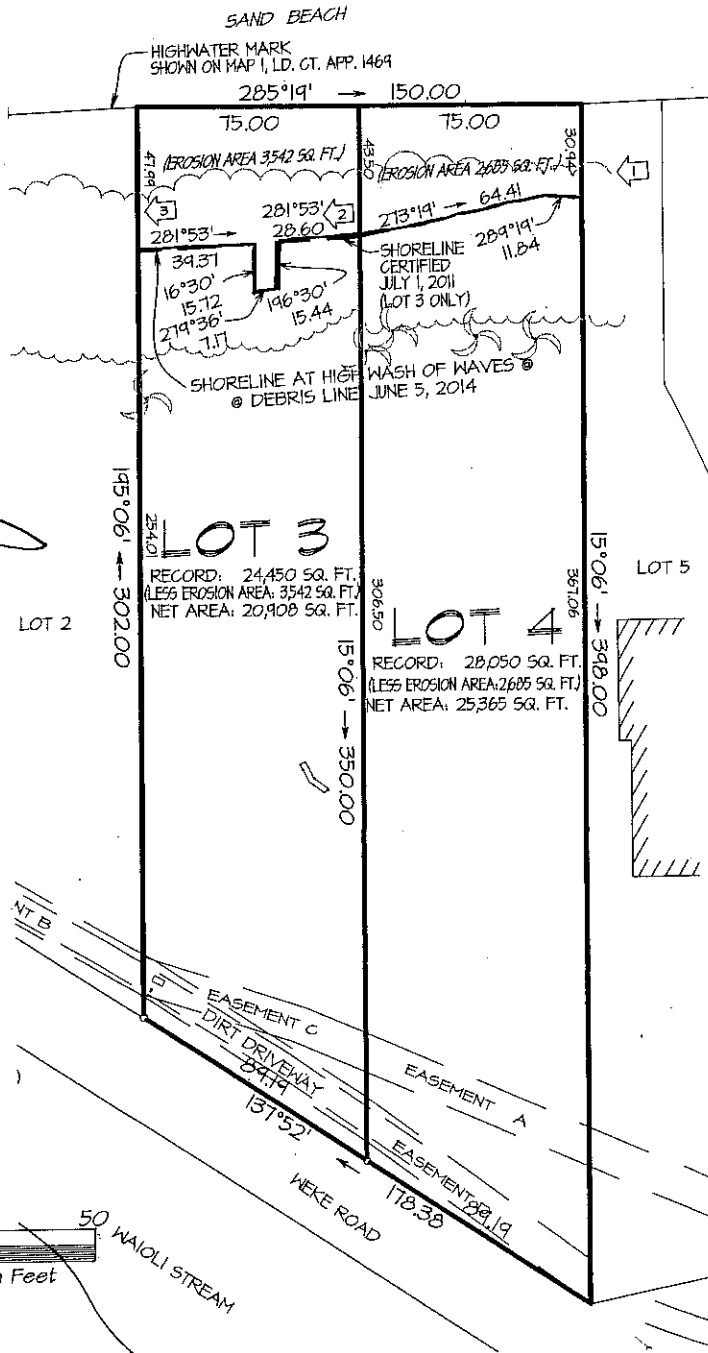 SAND BEACH
HIGHWATER MARK
SHOWN ON MAP 1, LD. CT. APP. 1469
285°19' → 150.00
75.00
75.00
47.99
(EROSION AREA 3,542 SQ. FT.)
43.50
(EROSION AREA 2,685 SQ. FT.)
30.94
1
3
281°53'
2
281°53'
28.60
273°19'
64.41
289°19'
11.84
39.37
16°30'
15.72
279°36'
7.17
196°30'
15.44
SHORELINE
CERTIFIED
JULY 1, 2011
(LOT 3 ONLY)
SHORELINE AT HIGH WASH OF WAVES @
@ DEBRIS LINE JUNE 5, 2014
195°06' ← 302.00
254.01
LOT 3
RECORD: 24,450 SQ. FT.
(LESS EROSION AREA: 3,542 SQ. FT.)
NET AREA: 20,908 SQ. FT.
LOT 2
15°06' → 350.00
306.50
LOT 4
RECORD: 28,050 SQ. FT.
(LESS EROSION AREA: 2,685 SQ. FT.)
NET AREA: 25,365 SQ. FT.
367.06
15°06' → 398.00
LOT 5
NT B
EASEMENT C
DIRT DRIVEWAY
89.19
137°52'
EASEMENT A
EASEMENT
89.19
178.38
WEKE ROAD
)
50
Feet
WAIOLI STREAM